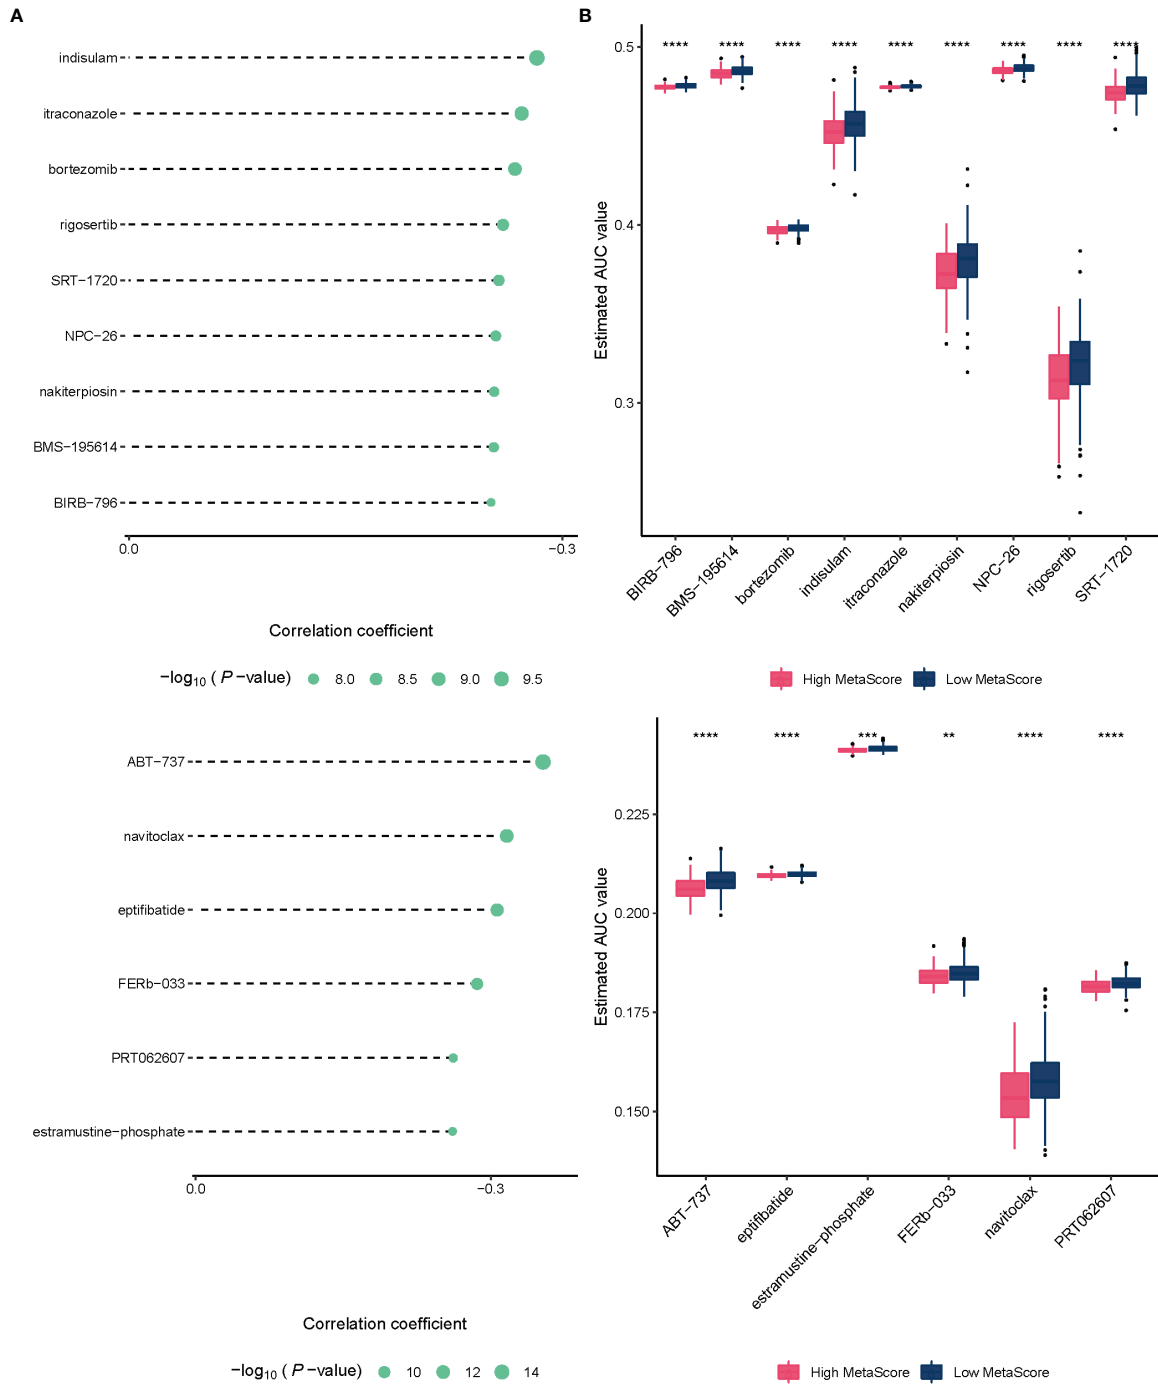 A
indisulam
itraconazole
bortezomib
rigosertib
SRT−1720
NPC−26
nakiterpiosin
BMS−195614
BIRB−796
0.0
−0.3
Correlation coefficient
−log10 ( P −value)
8.0
8.5
9.0
9.5
B
**** **** **** **** **** **** **** **** ****
0.5
0.4
0.3
Estimated AUC value
BIRB−796
BMS−195614
bortezomib
indisulam
itraconazole
nakiterpiosin
NPC−26
rigosertib
SRT−1720
High MetaScore
Low MetaScore
ABT−737
navitoclax
eptifibatide
FERb−033
PRT062607
estramustine−phosphate
0.0
−0.3
Correlation coefficient
−log10 ( P −value)
10
12
14
**** **** *** ** **** ****
0.225
0.200
0.175
0.150
Estimated AUC value
ABT−737
eptifibatide
estramustine−phosphate
FERb−033
navitoclax
PRT062607
High MetaScore
Low MetaScore